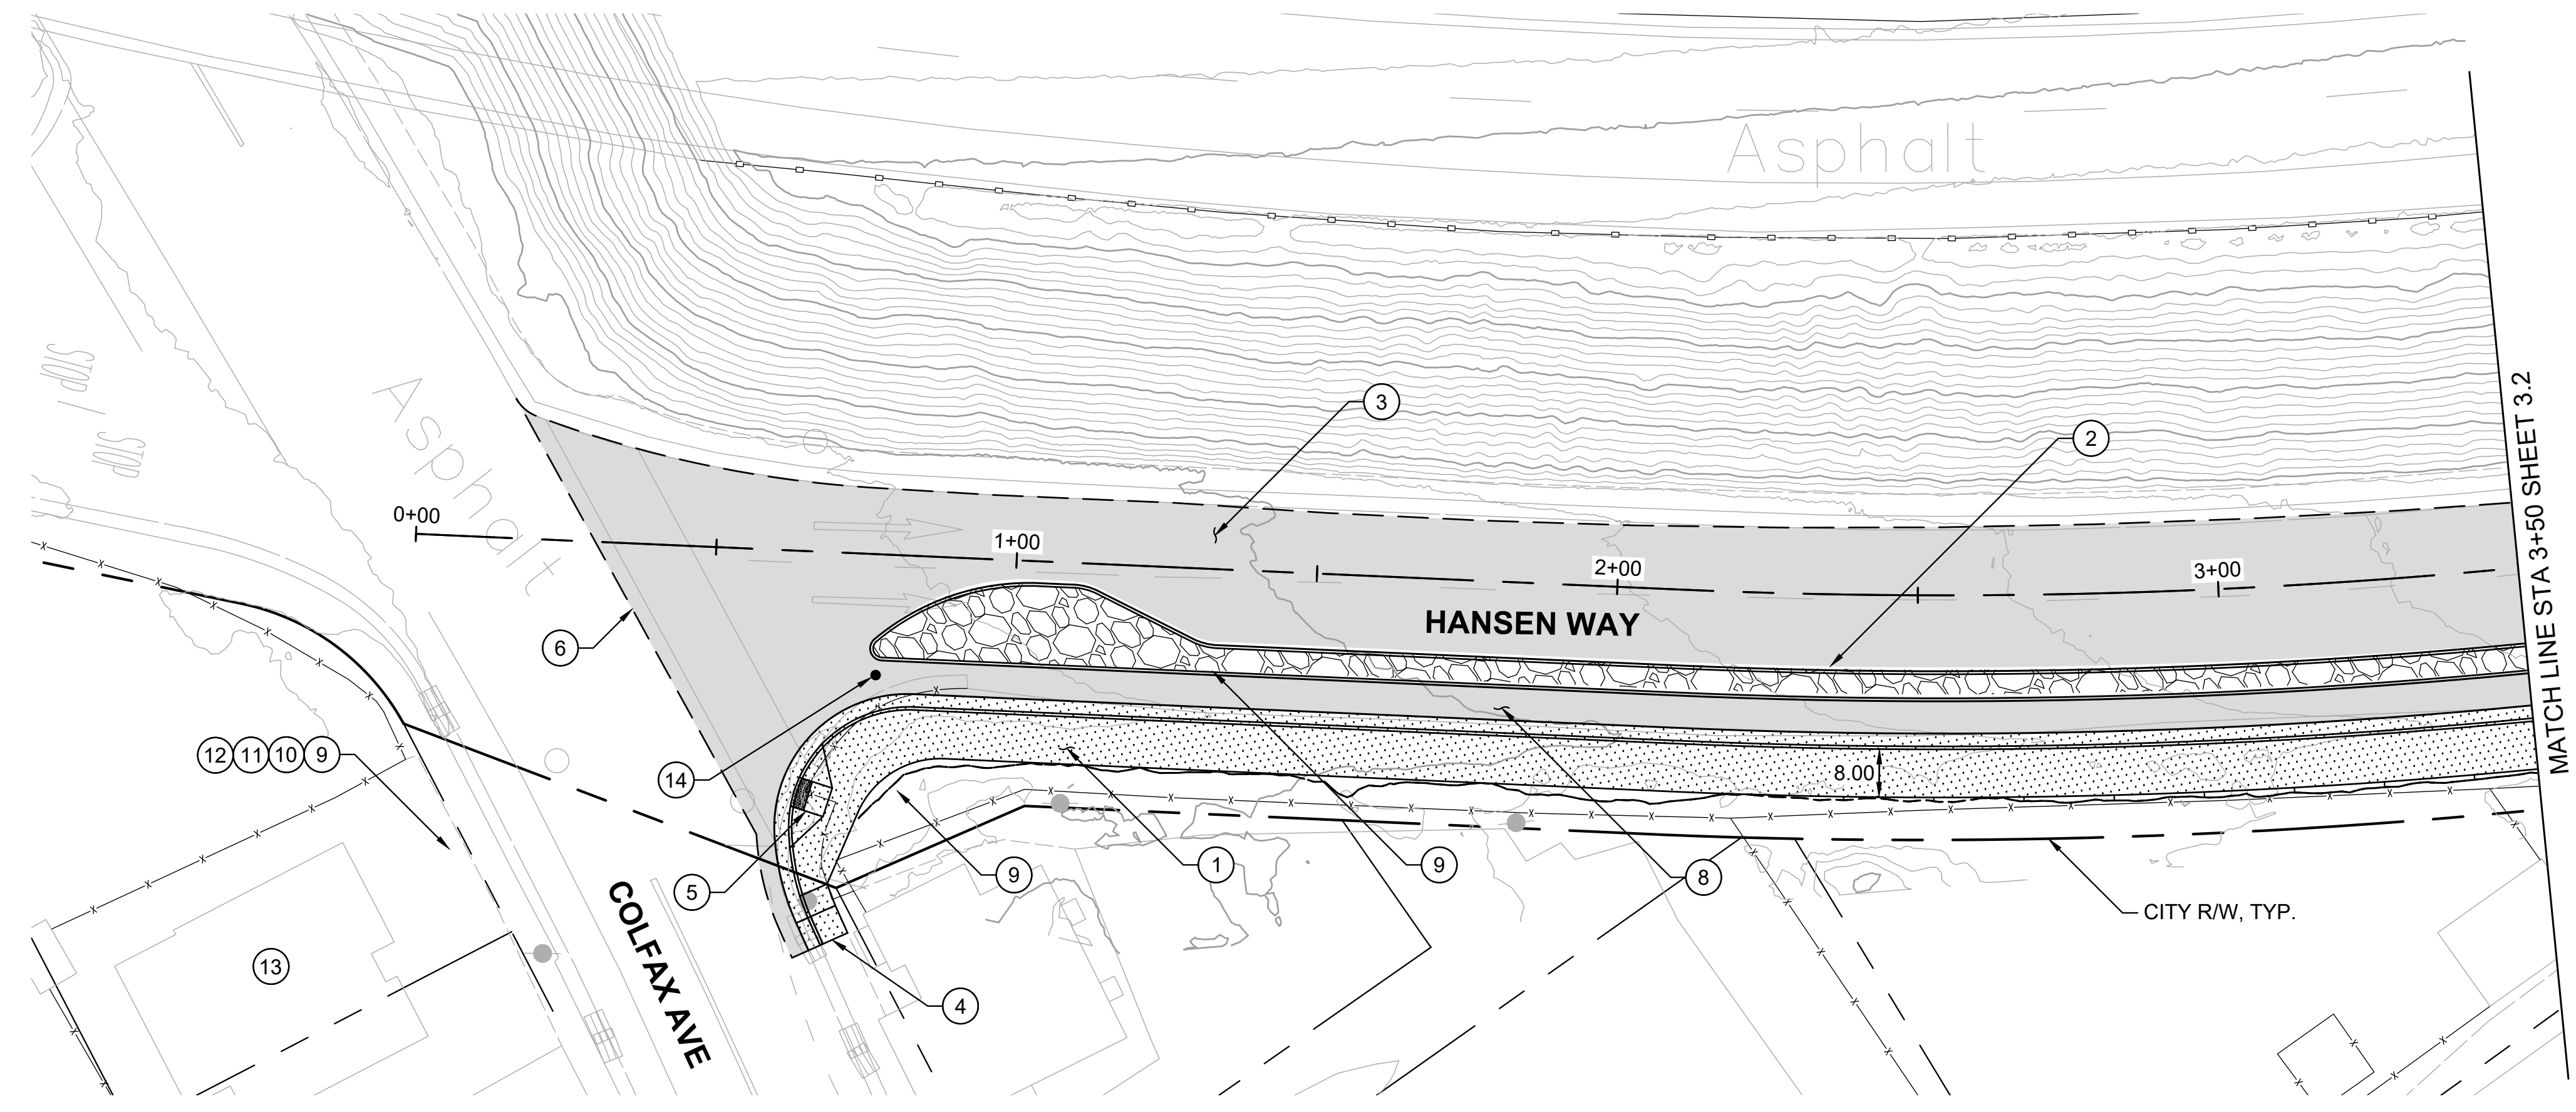 Asphalt
MATCH LINE STA 3+50 SHEET 3.2
3
2
Asphalt
0+00
1+00
2+00
3+00
HANSEN WAY
6
12 11 10 9
14
8.00
5
9
1
9
8
CITY R/W, TYP.
13
COLFAX AVE
4